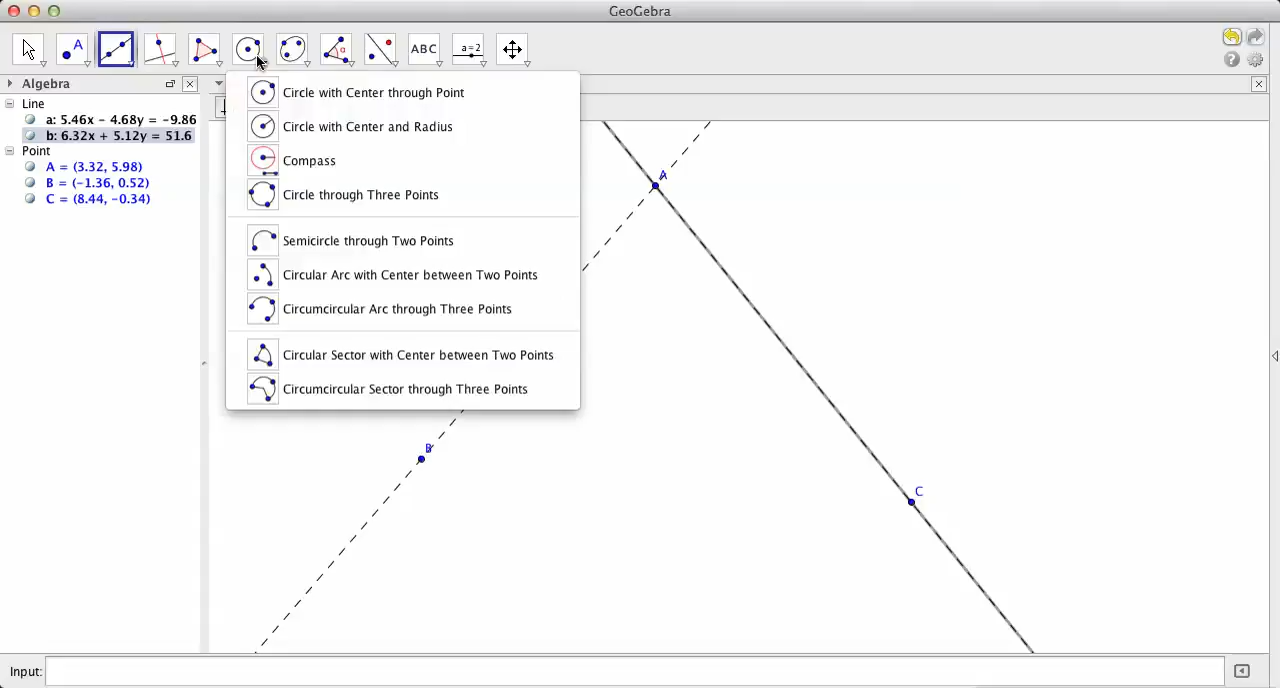 GeoGebra
A
α
ABC
a=2
Algebra
Line
a: 5.46x - 4.68y = -9.86
b: 6.32x + 5.12y = 51.6
Point
A = (3.32, 5.98)
B = (-1.36, 0.52)
C = (8.44, -0.34)
Circle with Center through Point
Circle with Center and Radius
Compass
Circle through Three Points
Semicircle through Two Points
Circular Arc with Center between Two Points
Circumcircular Arc through Three Points
Circular Sector with Center between Two Points
Circumcircular Sector through Three Points
A
B
C
Input: